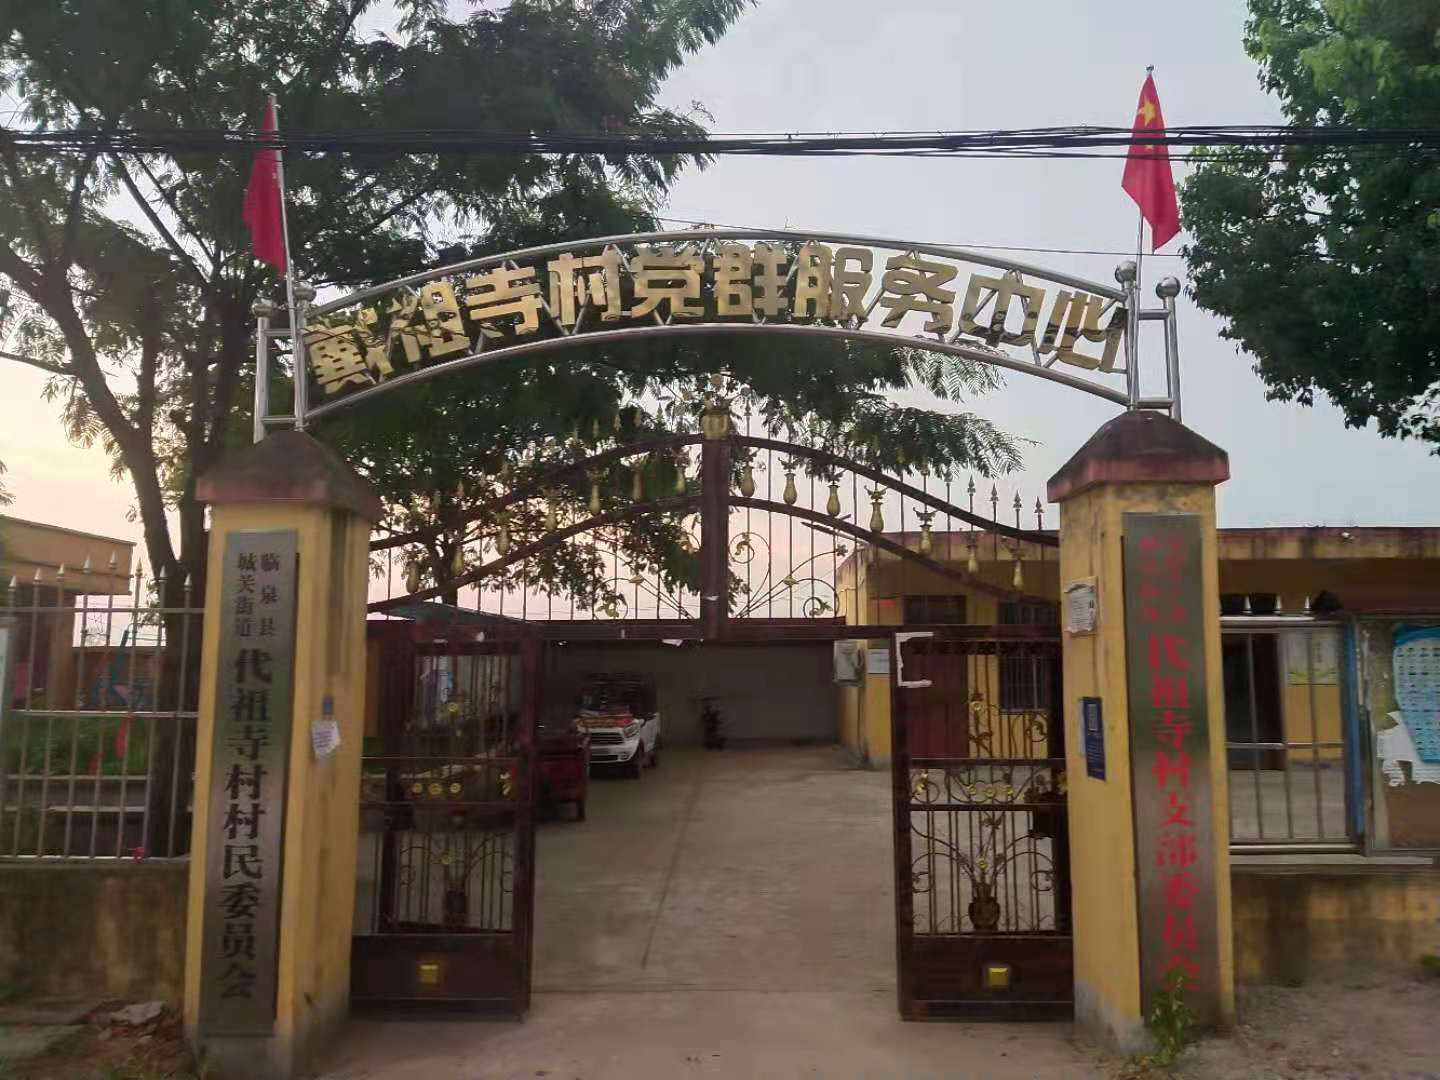 戴祖寺村党群服务中心
临泉县
城关街道
代祖寺村村民委员会
代祖寺村支部委员会